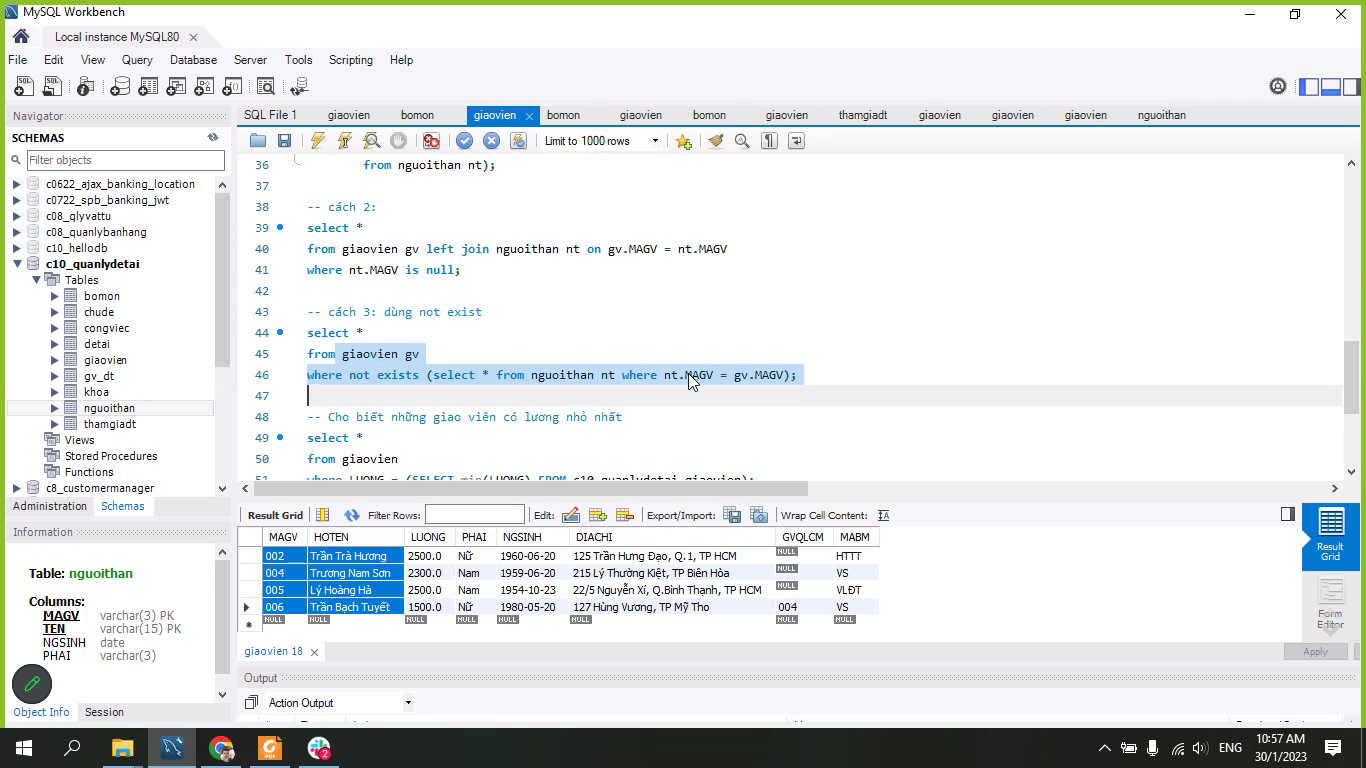 MySQL Workbench
Local instance MySQL80
File Edit View Query Database Server Tools Scripting Help
Navigator
SCHEMAS
Filter objects
c0622_ajax_banking_location
c0722_spb_banking_jwt
c08_qlyvattu
c08_quanlybanhang
c10_hellodb
c10_quanlydetai
Tables
bomon
chude
congviec
detai
giaovien
gv_dt
khoa
nguoithan
thamgiadt
Views
Stored Procedures
Functions
c8_customermanager
Administration Schemas
Information
Table: nguoithan
Columns:
MAGV varchar(3) PK
TEN varchar(15) PK
NGSINH date
PHAI varchar(3)
Object Info Session
SQL File 1 giaovien bomon giaovien bomon giaovien bomon giaovien thamgiadt giaovien giaovien giaovien nguoithan
Limit to 1000 rows
36 from nguoithan nt);
37
38 -- cách 2:
39 select *
40 from giaovien gv left join nguoithan nt on gv.MAGV = nt.MAGV
41 where nt.MAGV is null;
42
43 -- cách 3: dùng not exist
44 select *
45 from giaovien gv
46 where not exists (select * from nguoithan nt where nt.MAGV = gv.MAGV);
47
48 -- Cho biết những giao viên có lương nhỏ nhất
49 select *
50 from giaovien
51 where LUONG = (SELECT min(LUONG) FROM c10_quanlydetai.giaovien);
Result Grid Filter Rows: Edit: Export/Import: Wrap Cell Content:
MAGV HOTEN LUONG PHAI NGSINH DIACHI GVQLCM MABM
002 Trần Trà Hương 2500.0 Nữ 1960-06-20 125 Trần Hưng Đạo, Q.1, TP HCM NULL HTTT
004 Trương Nam Sơn 2300.0 Nam 1959-06-20 215 Lý Thường Kiệt, TP Biên Hòa NULL VS
005 Lý Hoàng Hà 2500.0 Nam 1954-10-23 22/5 Nguyễn Xí, Q.Bình Thạnh, TP HCM NULL VLĐT
006 Trần Bạch Tuyết 1500.0 Nữ 1980-05-20 127 Hùng Vương, TP Mỹ Tho 004 VS
NULL NULL NULL NULL NULL NULL NULL NULL
Result Grid
Form Editor
giaovien 18
Apply
Output
Action Output
ENG
10:57 AM
30/1/2023